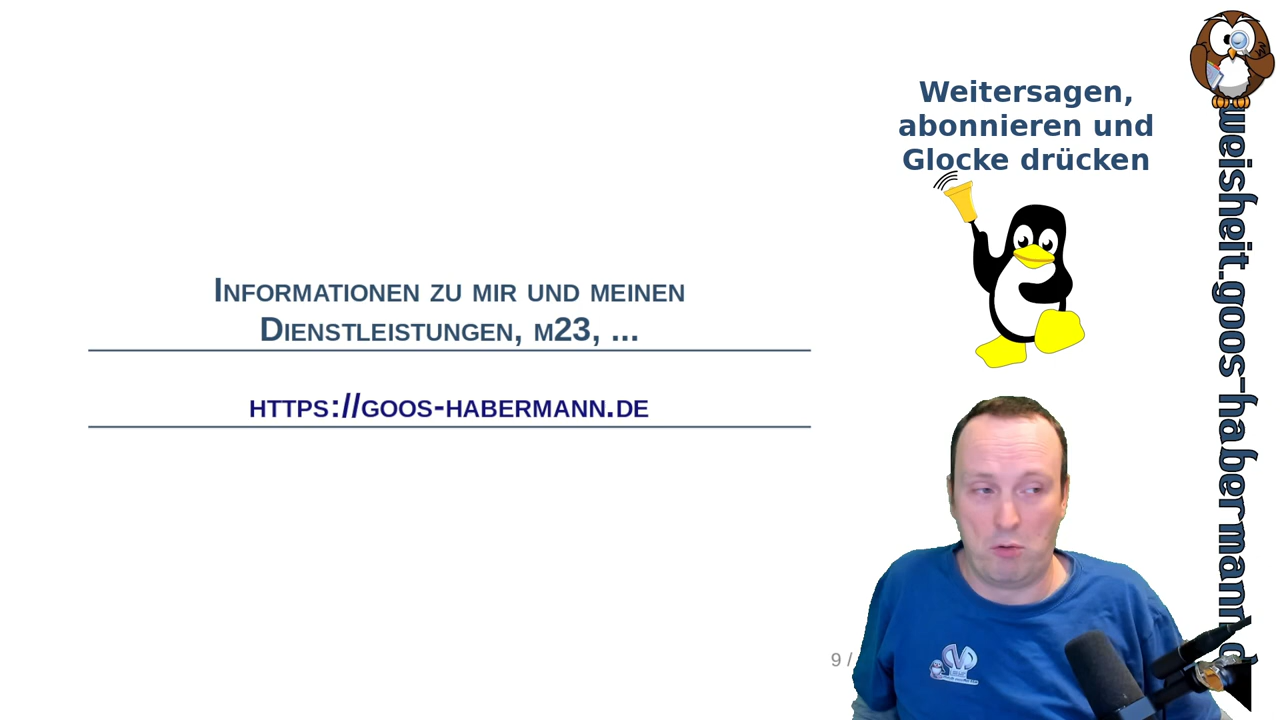 Weitersagen,
abonnieren und
Glocke drücken
Informationen zu mir und meinen
Dienstleistungen, m23, ...
https://goos-habermann.de
weisheit.goos-habermann.d
9 /